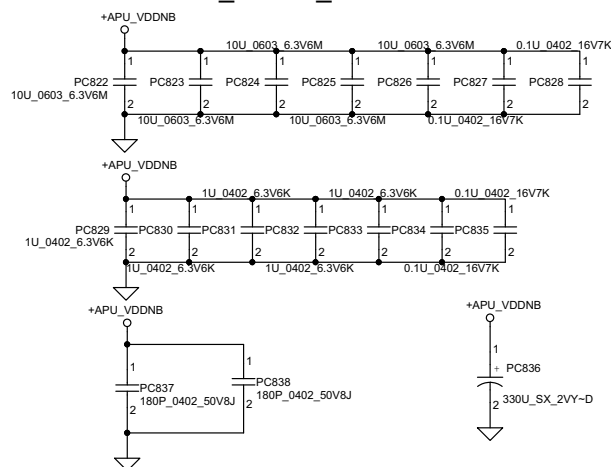 +APU_VDDNB
10U_0603_6.3V6M 10U_0603_6.3V6M 0.1U_0402_16V7K
1 1 1 1 1 1 1
PC822 PC823 PC824 PC825 PC826 PC827 PC828
10U_0603_6.3V6M
2 2 2 2 2 2 2
10U_0603_6.3V6M 10U_0603_6.3V6M 0.1U_0402_16V7K
+APU_VDDNB
1U_0402_6.3V6K 1U_0402_6.3V6K 0.1U_0402_16V7K
1 1 1 1 1 1 1
PC829 PC830 PC831 PC832 PC833 PC834 PC835
1U_0402_6.3V6K
2 2 2 2 2 2 2
1U_0402_6.3V6K 1U_0402_6.3V6K 0.1U_0402_16V7K
+APU_VDDNB
1
PC837
180P_0402_50V8J
2
1
PC838
180P_0402_50V8J
2
+APU_VDDNB
1
+ PC836
2
330U_SX_2VY~D